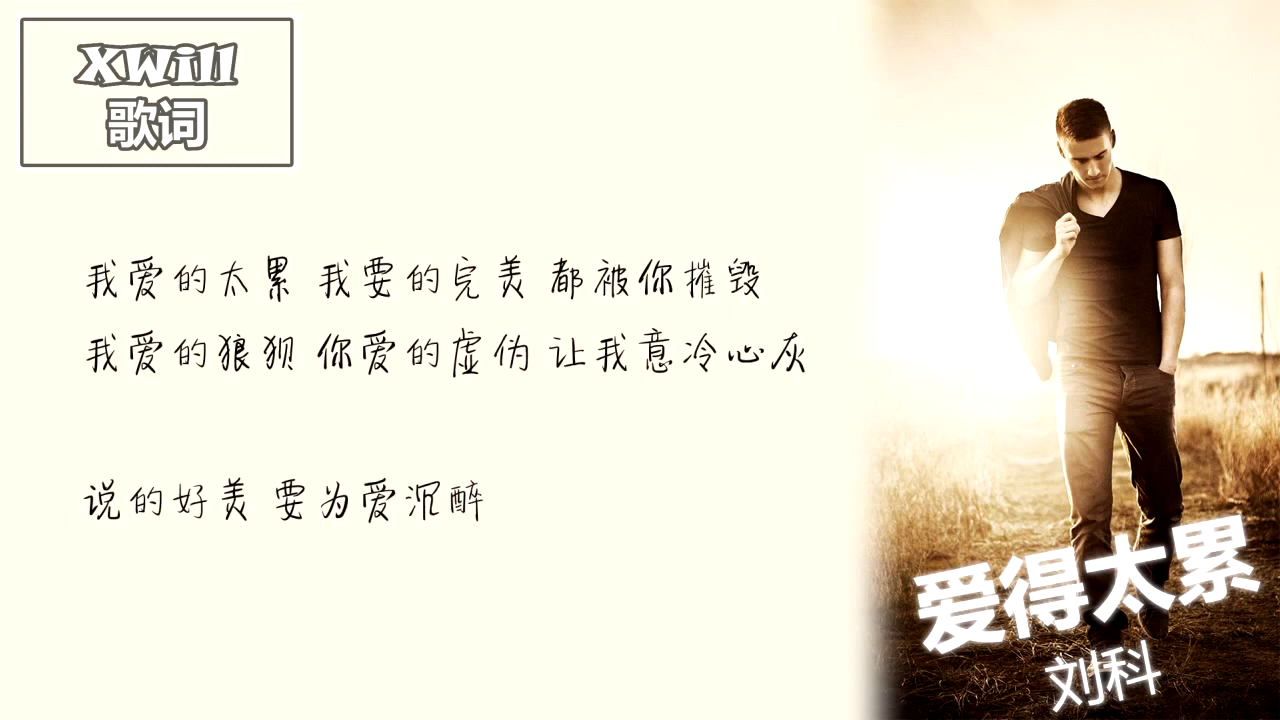 XWill
歌词
我爱的太累 我要的完美 都被你摧毁
我爱的狼狈 你爱的虚伪 让我意冷心灰
说的好美 要为爱沉醉
爱得太累
刘科